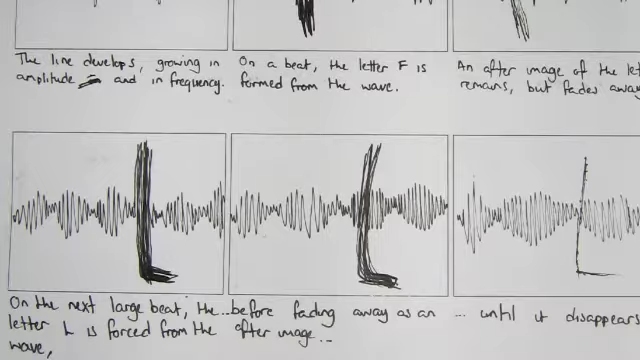 The line develops, growing in
amplitude and in frequency.
On a beat, the letter F is
formed from the wave.
An after image of the let
remains, but fades away
On the next large beat, the
letter L is forced from the
wave,
...before fading away as an
after image...
... until it disappears